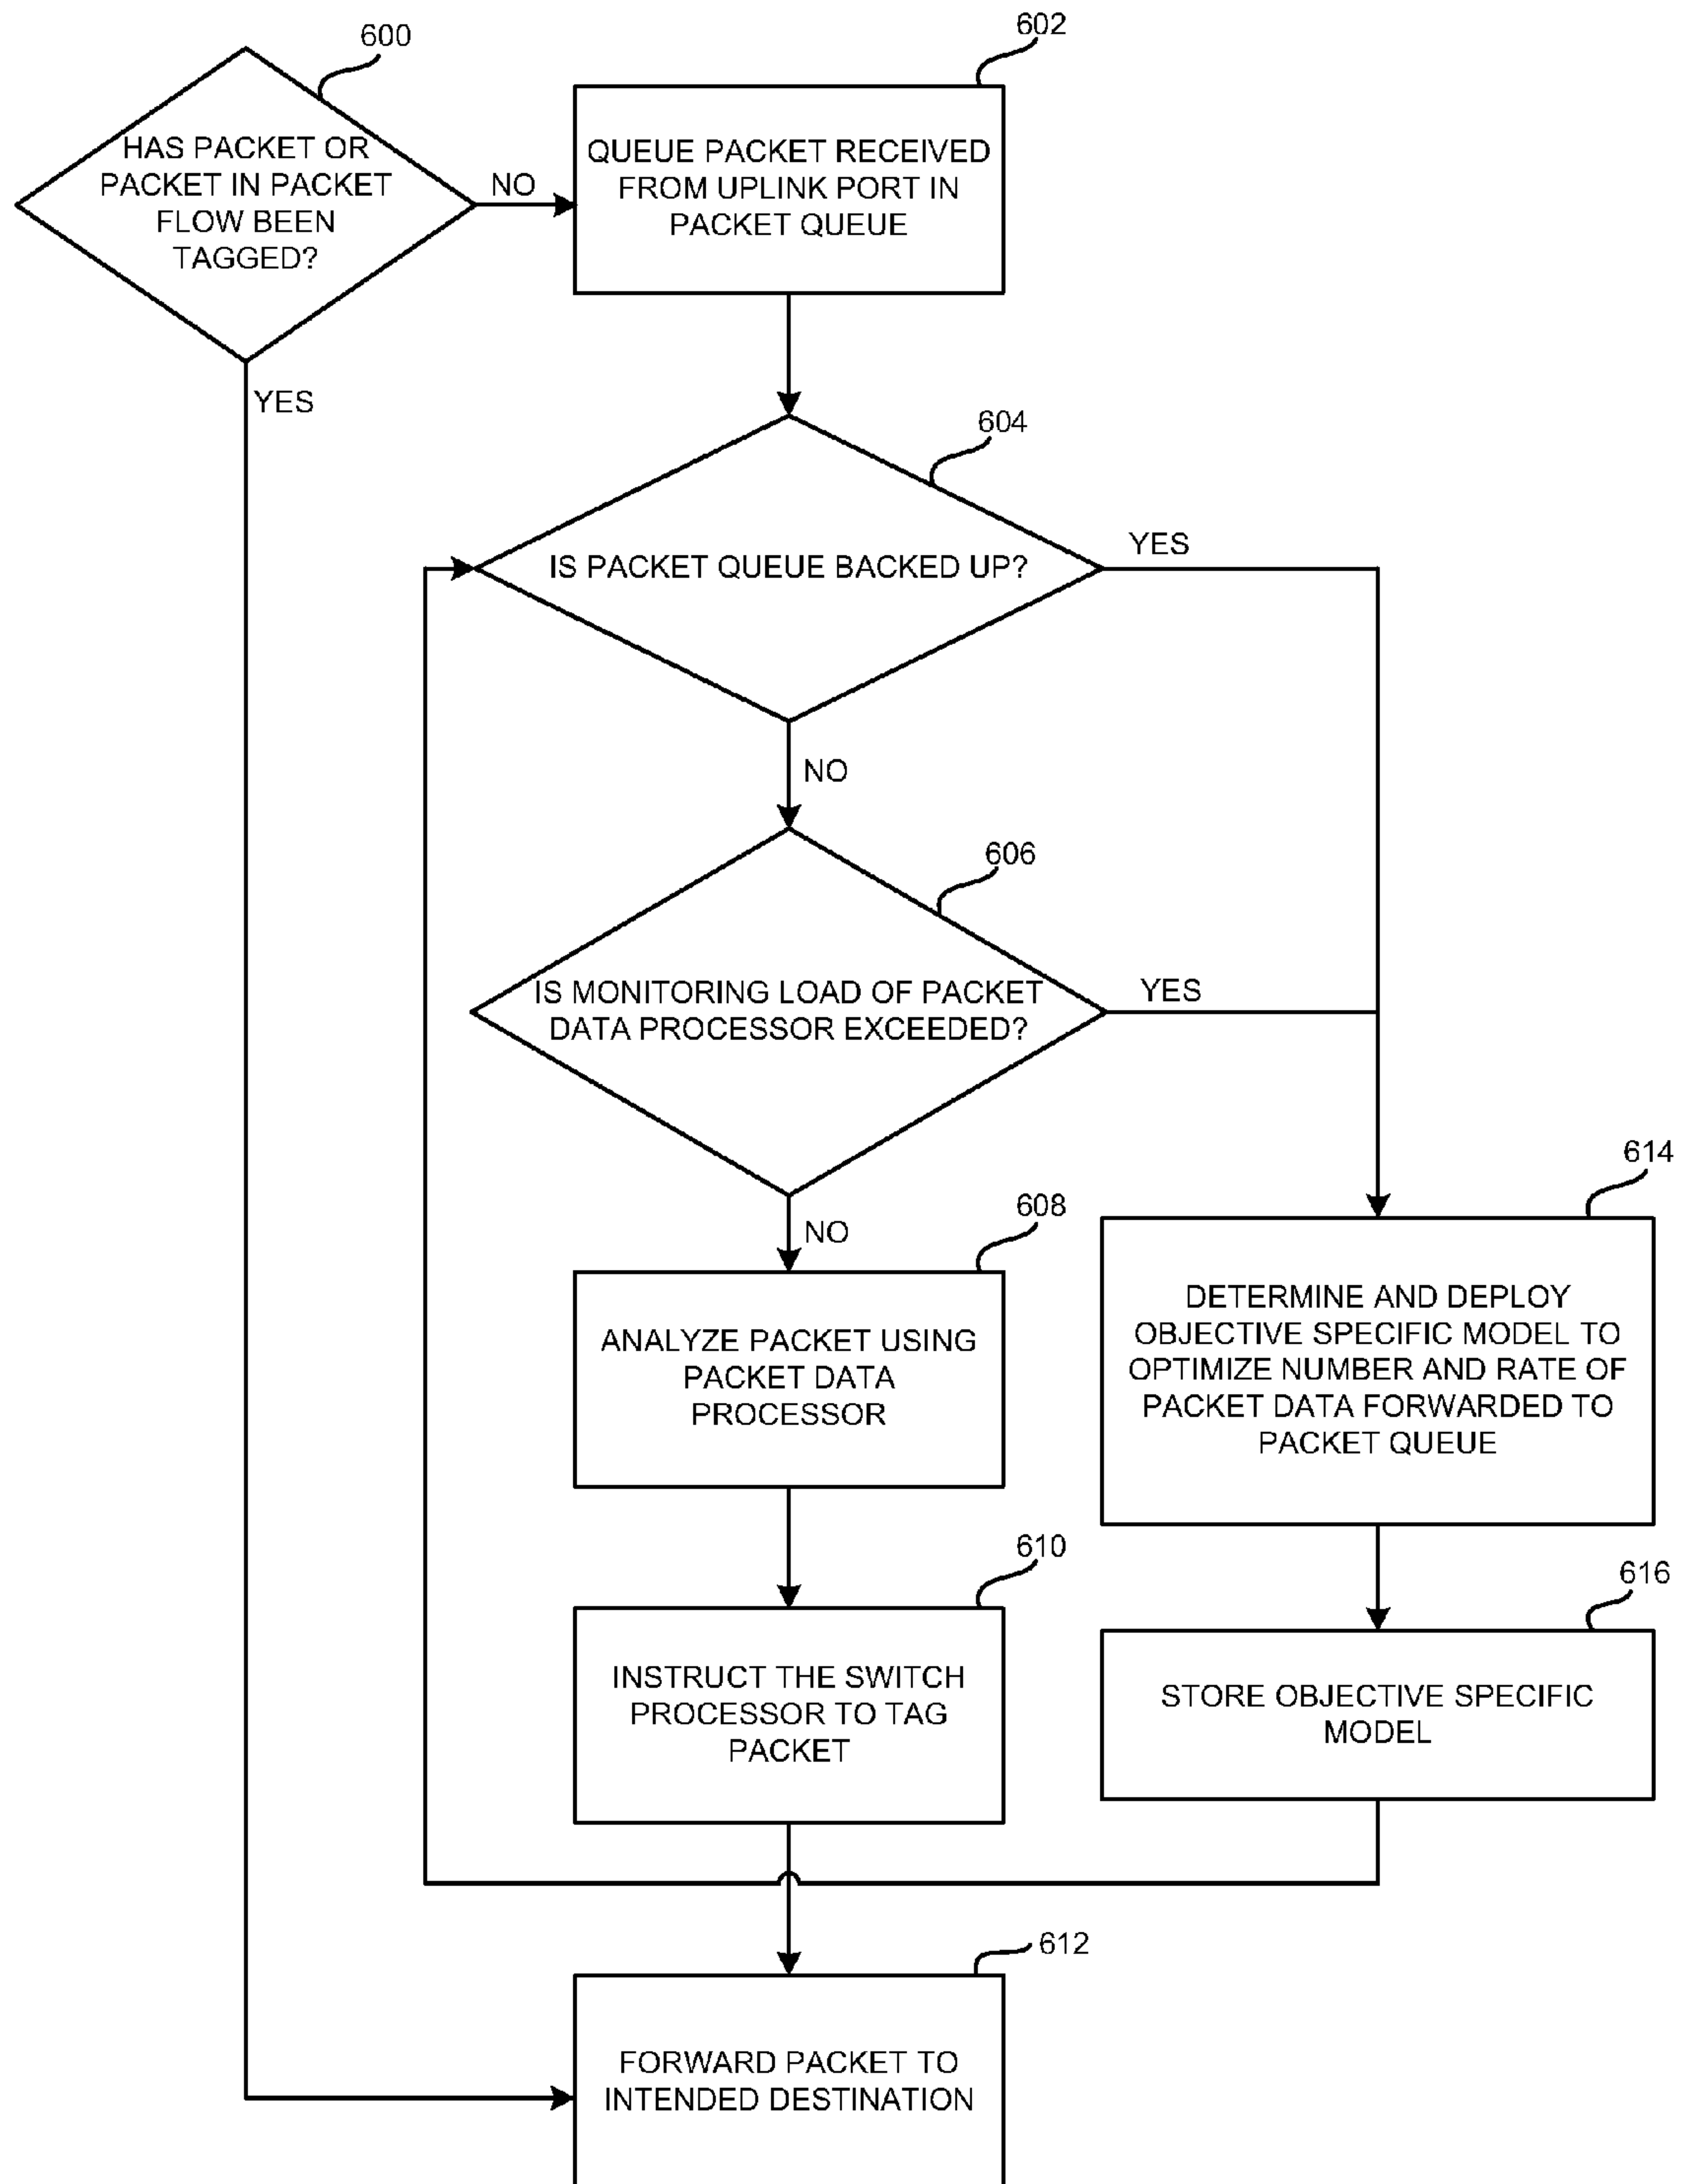 600
HAS PACKET OR
PACKET IN PACKET
FLOW BEEN
TAGGED?
NO
YES
602
QUEUE PACKET RECEIVED
FROM UPLINK PORT IN
PACKET QUEUE
604
IS PACKET QUEUE BACKED UP?
YES
NO
606
IS MONITORING LOAD OF PACKET
DATA PROCESSOR EXCEEDED?
YES
NO
608
ANALYZE PACKET USING
PACKET DATA
PROCESSOR
614
DETERMINE AND DEPLOY
OBJECTIVE SPECIFIC MODEL TO
OPTIMIZE NUMBER AND RATE OF
PACKET DATA FORWARDED TO
PACKET QUEUE
610
INSTRUCT THE SWITCH
PROCESSOR TO TAG
PACKET
616
STORE OBJECTIVE SPECIFIC
MODEL
612
FORWARD PACKET TO
INTENDED DESTINATION